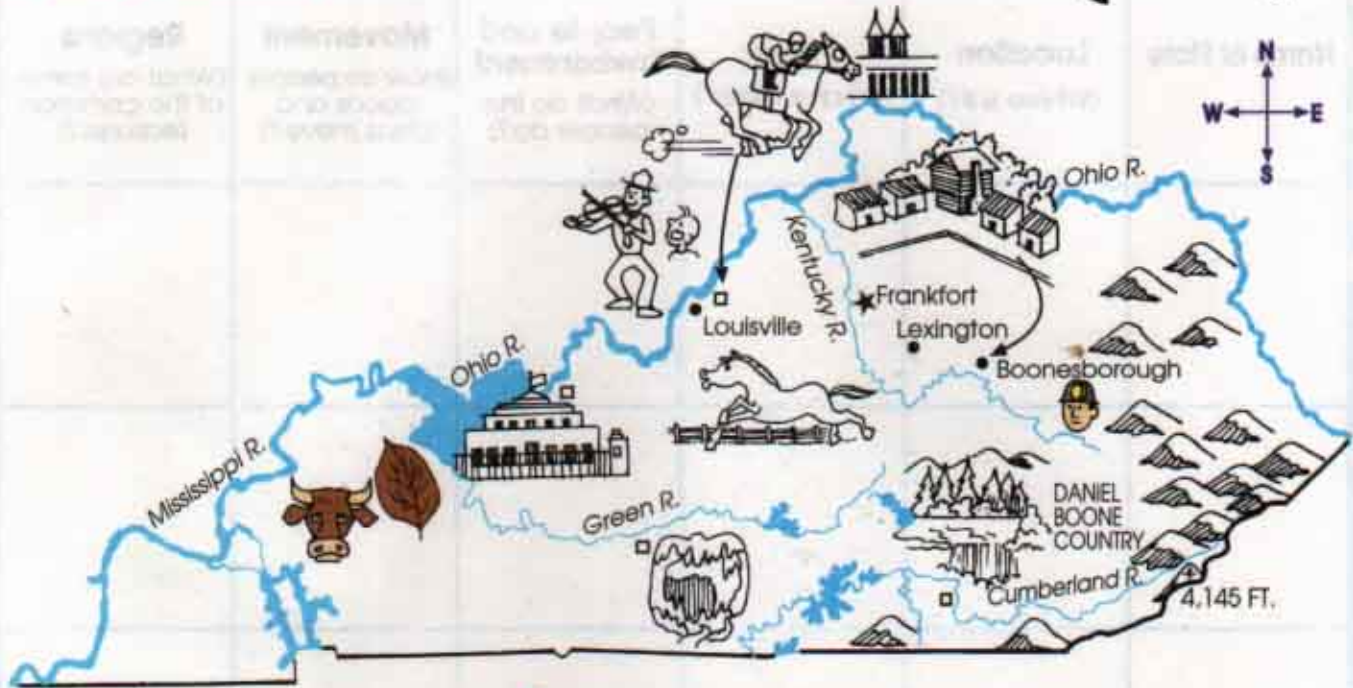 N
W E
S
Ohio R.
Kentucky R.
Frankfort
Louisville
Lexington
Boonesborough
Ohio R.
Mississippi R.
Green R.
DANIEL
BOONE
COUNTRY
Cumberland R.
4,145 FT.